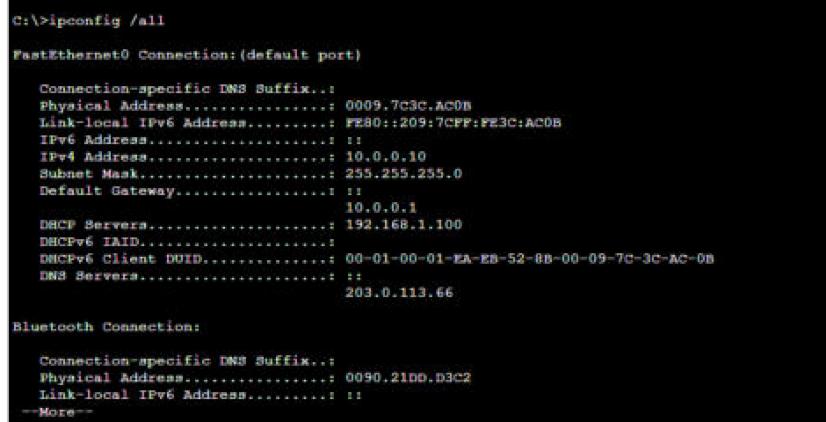 C:\>ipconfig /all
FastEthernet0 Connection:(default port)
Connection-specific DNS Suffix..:
Physical Address................: 0009.7C3C.AC0B
Link-local IPv6 Address.........: FE80::209:7CFF:FE3C:AC0B
IPv6 Address....................: ::
IPv4 Address....................: 10.0.0.10
Subnet Mask.....................: 255.255.255.0
Default Gateway.................: ::
10.0.0.1
DHCP Servers....................: 192.168.1.100
DHCPv6 IAID.....................:
DHCPv6 Client DUID..............: 00-01-00-01-EA-EB-52-8B-00-09-7C-3C-AC-0B
DNS Servers.....................: ::
203.0.113.66
Bluetooth Connection:
Connection-specific DNS Suffix..:
Physical Address................: 0090.21DD.D3C2
Link-local IPv6 Address.........: ::
--More--